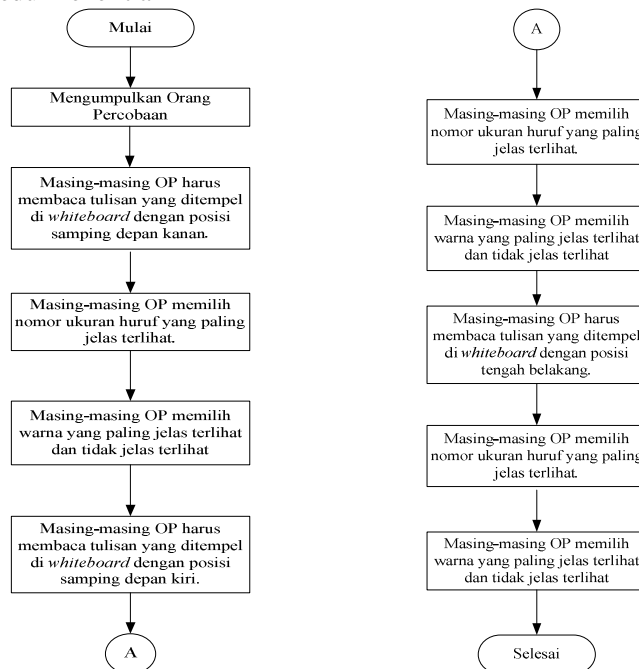 Mulai
Mengumpulkan Orang
Percobaan
Masing-masing OP harus
membaca tulisan yang ditempel
di whiteboard dengan posisi
samping depan kanan.
Masing-masing OP memilih
nomor ukuran huruf yang paling
jelas terlihat.
Masing-masing OP memilih
warna yang paling jelas terlihat
dan tidak jelas terlihat
Masing-masing OP harus
membaca tulisan yang ditempel
di whiteboard dengan posisi
samping depan kiri.
A
A
Masing-masing OP memilih
nomor ukuran huruf yang paling
jelas terlihat.
Masing-masing OP memilih
warna yang paling jelas terlihat
dan tidak jelas terlihat
Masing-masing OP harus
membaca tulisan yang ditempel
di whiteboard dengan posisi
tengah belakang.
Masing-masing OP memilih
nomor ukuran huruf yang paling
jelas terlihat.
Masing-masing OP memilih
warna yang paling jelas terlihat
dan tidak jelas terlihat
Selesai